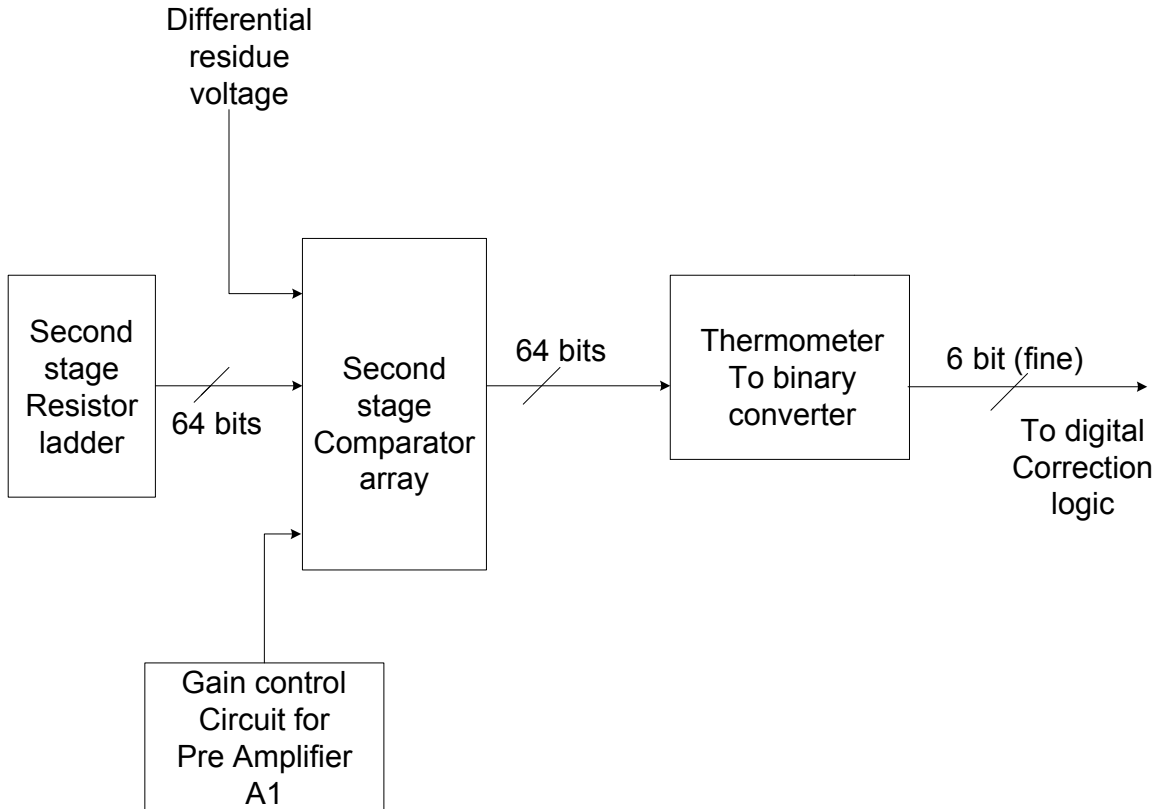 Differential
residue
voltage
Second
stage
Resistor
ladder
64 bits
Second
stage
Comparator
array
64 bits
Thermometer
To binary
converter
6 bit (fine)
To digital
Correction
logic
Gain control
Circuit for
Pre Amplifier
A1